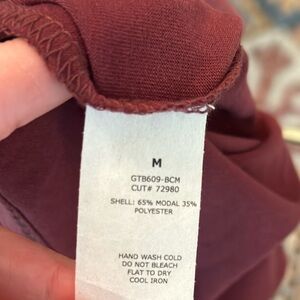 M
GTB609-BCM
CUT# 72980
SHELL: 65% MODAL 35%
POLYESTER
HAND WASH COLD
DO NOT BLEACH
FLAT TO DRY
COOL IRON